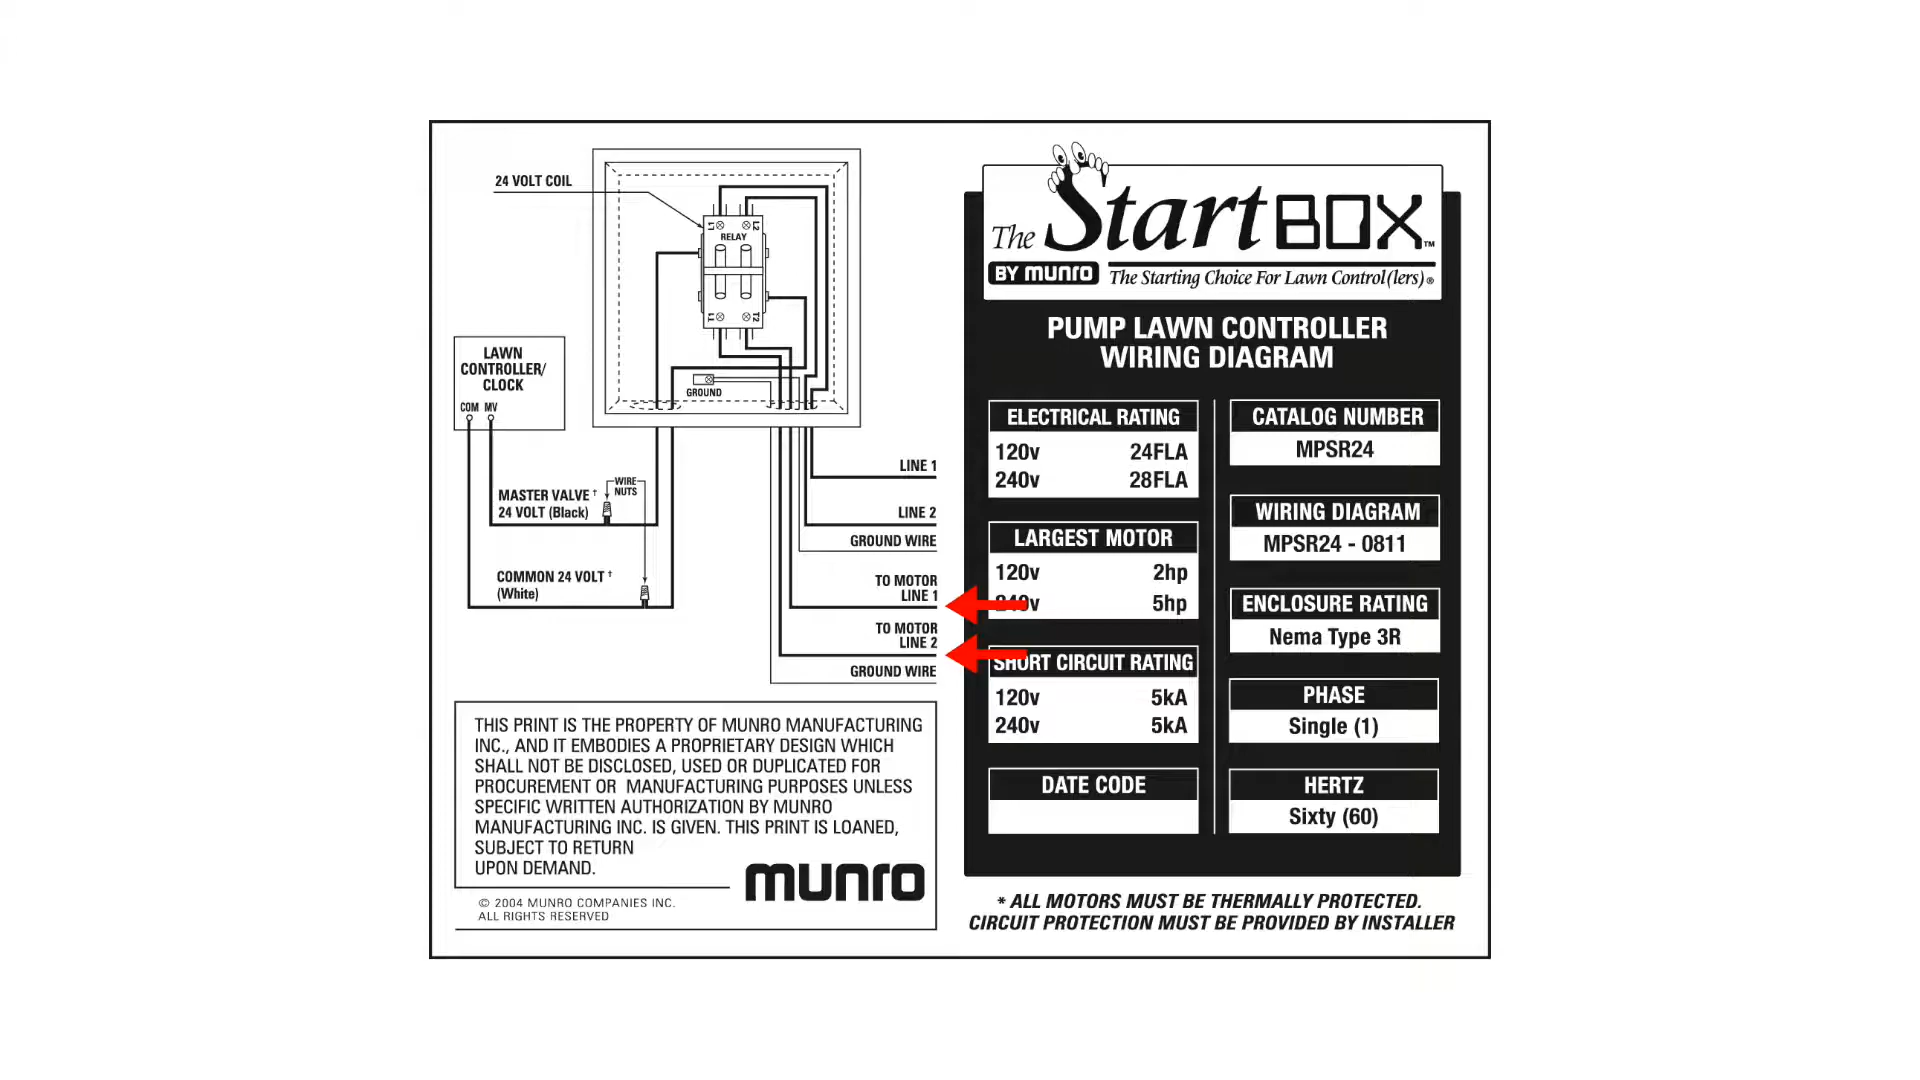 24 VOLT COIL
L1
L2
RELAY
T1
T2
GROUND
LAWN
CONTROLLER/
CLOCK
COM MV
WIRE
NUTS
MASTER VALVE †
24 VOLT (Black)
COMMON 24 VOLT †
(White)
LINE 1
LINE 2
GROUND WIRE
TO MOTOR
LINE 1
TO MOTOR
LINE 2
GROUND WIRE
THIS PRINT IS THE PROPERTY OF MUNRO MANUFACTURING
INC., AND IT EMBODIES A PROPRIETARY DESIGN WHICH
SHALL NOT BE DISCLOSED, USED OR DUPLICATED FOR
PROCUREMENT OR MANUFACTURING PURPOSES UNLESS
SPECIFIC WRITTEN AUTHORIZATION BY MUNRO
MANUFACTURING INC. IS GIVEN. THIS PRINT IS LOANED,
SUBJECT TO RETURN
UPON DEMAND.
munro
© 2004 MUNRO COMPANIES INC.
ALL RIGHTS RESERVED
The StartBOX™
BY munro The Starting Choice For Lawn Control(lers)®
PUMP LAWN CONTROLLER
WIRING DIAGRAM
ELECTRICAL RATING
120v 24FLA
240v 28FLA
LARGEST MOTOR
120v 2hp
240v 5hp
SHORT CIRCUIT RATING
120v 5kA
240v 5kA
DATE CODE
CATALOG NUMBER
MPSR24
WIRING DIAGRAM
MPSR24 - 0811
ENCLOSURE RATING
Nema Type 3R
PHASE
Single (1)
HERTZ
Sixty (60)
* ALL MOTORS MUST BE THERMALLY PROTECTED.
CIRCUIT PROTECTION MUST BE PROVIDED BY INSTALLER